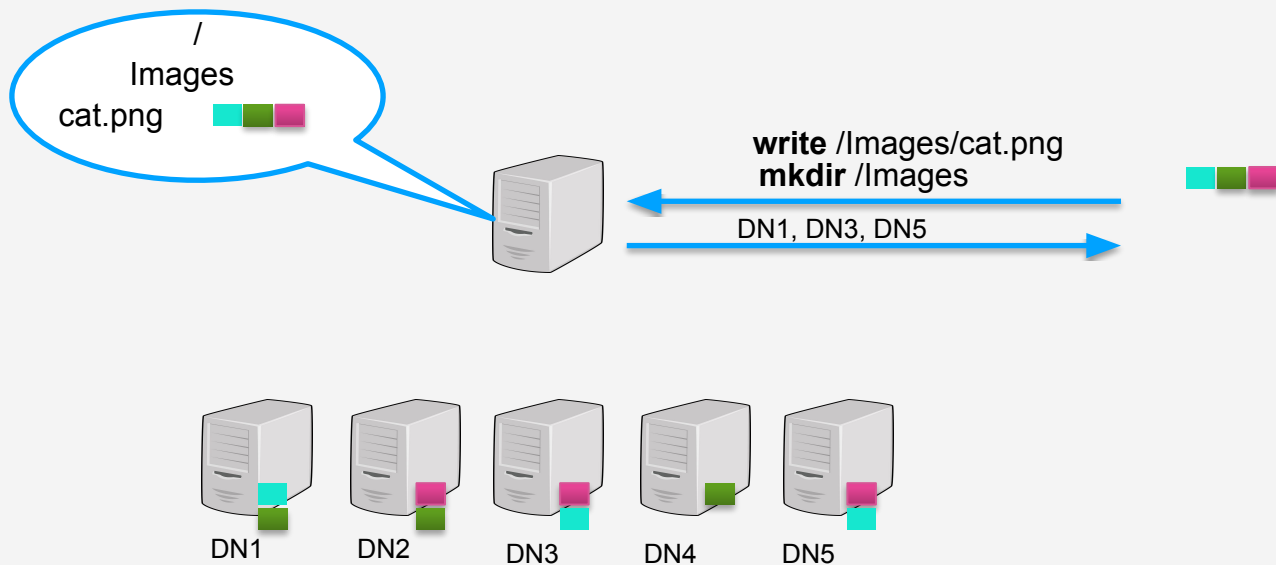 /
Images
cat.png
write /Images/cat.png
mkdir /Images
DN1, DN3, DN5
DN1
DN2
DN3
DN4
DN5